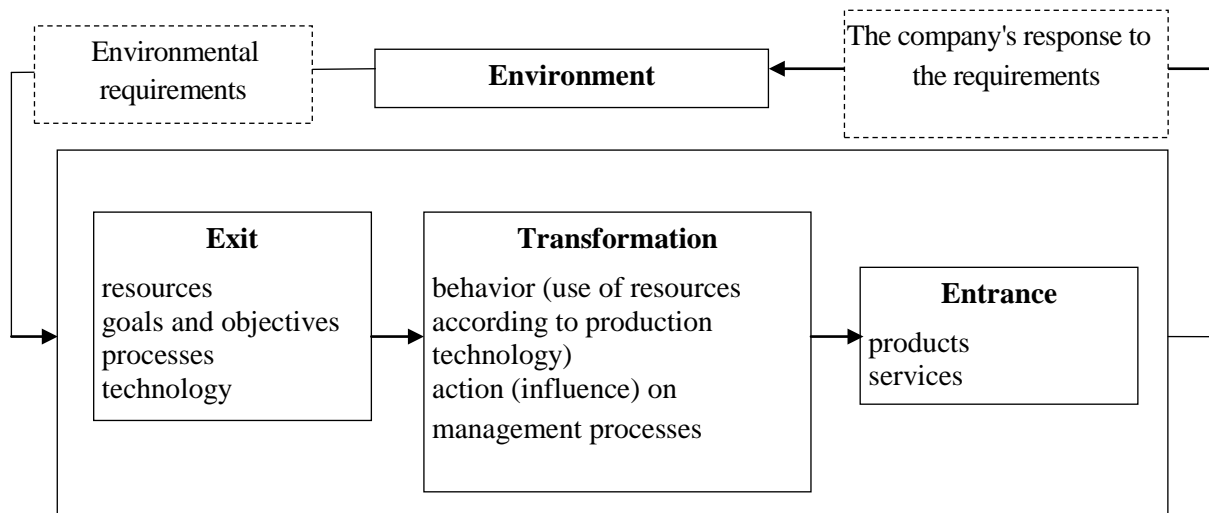 Environmental
requirements
Environment
The company's response to
the requirements
Exit
resources
goals and objectives
processes
technology
Transformation
behavior (use of resources
according to production
technology)
action (influence) on
management processes
Entrance
products
services